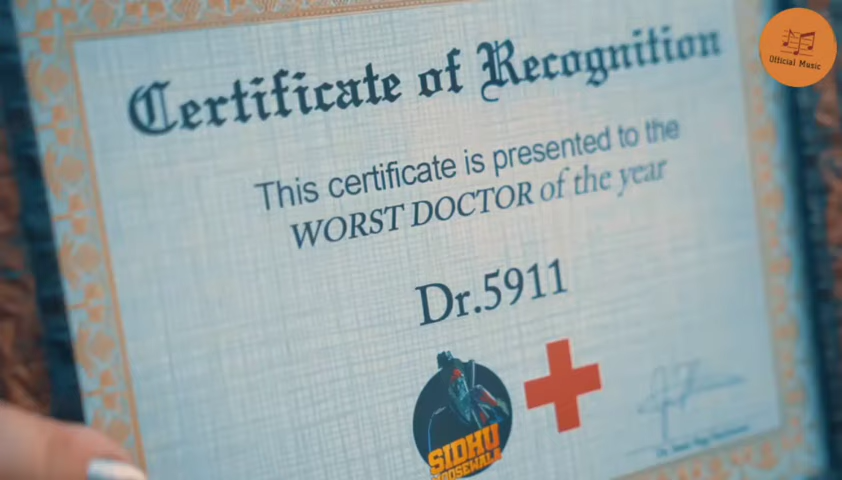 Certificate of Recognition
Official Music
This certificate is presented to the
WORST DOCTOR of the year
Dr.5911
SIDHU
MOOSEWALA